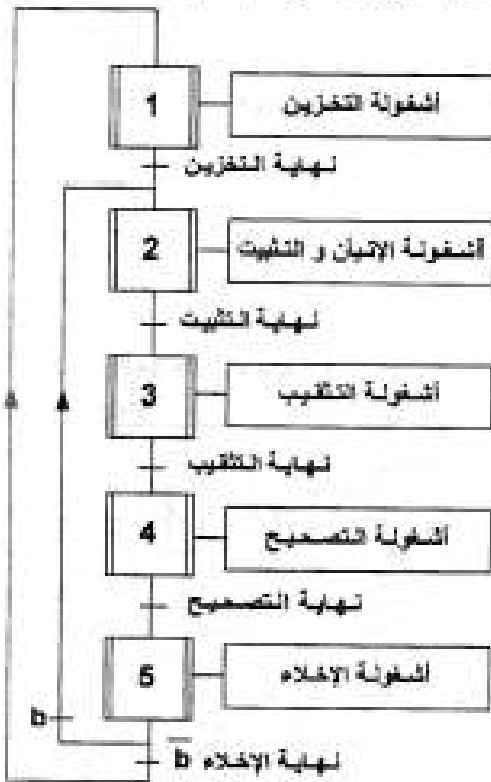 1
أشغولة التخزين
نهاية التخزين
2
أشغولة الإتيان و التثبيت
نهاية التثبيت
3
أشغولة التثقيب
نهاية التثقيب
4
أشغولة التصحيح
نهاية التصحيح
5
أشغولة الإخلاء
b
b̅ نهاية الإخلاء